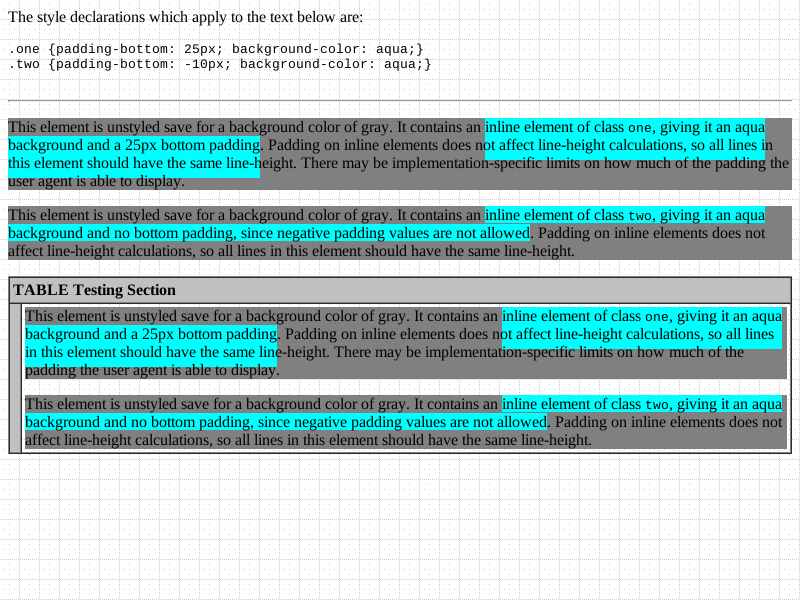 The style declarations which apply to the text below are:
.one {padding-bottom: 25px; background-color: aqua;}
.two {padding-bottom: -10px; background-color: aqua;}
This element is unstyled save for a background color of gray. It contains an inline element of class one, giving it an aqua
background and a 25px bottom padding. Padding on inline elements does not affect line-height calculations, so all lines in
this element should have the same line-height. There may be implementation-specific limits on how much of the padding the
user agent is able to display.
This element is unstyled save for a background color of gray. It contains an inline element of class two, giving it an aqua
background and no bottom padding, since negative padding values are not allowed. Padding on inline elements does not
affect line-height calculations, so all lines in this element should have the same line-height.
TABLE Testing Section
This element is unstyled save for a background color of gray. It contains an inline element of class one, giving it an aqua
background and a 25px bottom padding. Padding on inline elements does not affect line-height calculations, so all lines
in this element should have the same line-height. There may be implementation-specific limits on how much of the
padding the user agent is able to display.
This element is unstyled save for a background color of gray. It contains an inline element of class two, giving it an aqua
background and no bottom padding, since negative padding values are not allowed. Padding on inline elements does not
affect line-height calculations, so all lines in this element should have the same line-height.